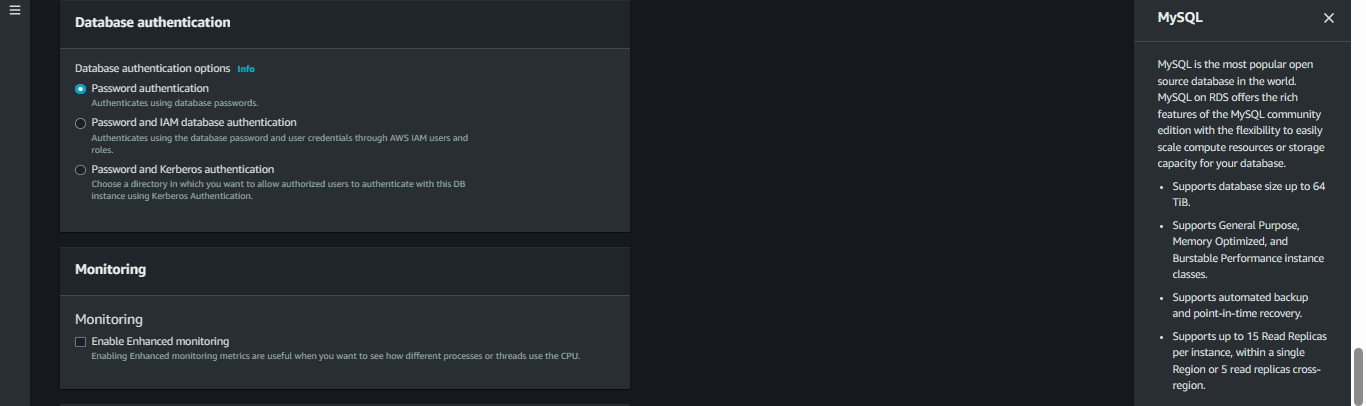 Database authentication
Database authentication options Info
Password authentication
Authenticates using database passwords.
Password and IAM database authentication
Authenticates using the database password and user credentials through AWS IAM users and
roles.
Password and Kerberos authentication
Choose a directory in which you want to allow authorized users to authenticate with this DB
instance using Kerberos Authentication.
Monitoring
Monitoring
Enable Enhanced monitoring
Enabling Enhanced monitoring metrics are useful when you want to see how different processes or threads use the CPU.
MySQL
MySQL is the most popular open
source database in the world.
MySQL on RDS offers the rich
features of the MySQL community
edition with the flexibility to easily
scale compute resources or storage
capacity for your database.
• Supports database size up to 64
TiB.
• Supports General Purpose,
Memory Optimized, and
Burstable Performance instance
classes.
• Supports automated backup
and point-in-time recovery.
• Supports up to 15 Read Replicas
per instance, within a single
Region or 5 read replicas cross-
region.